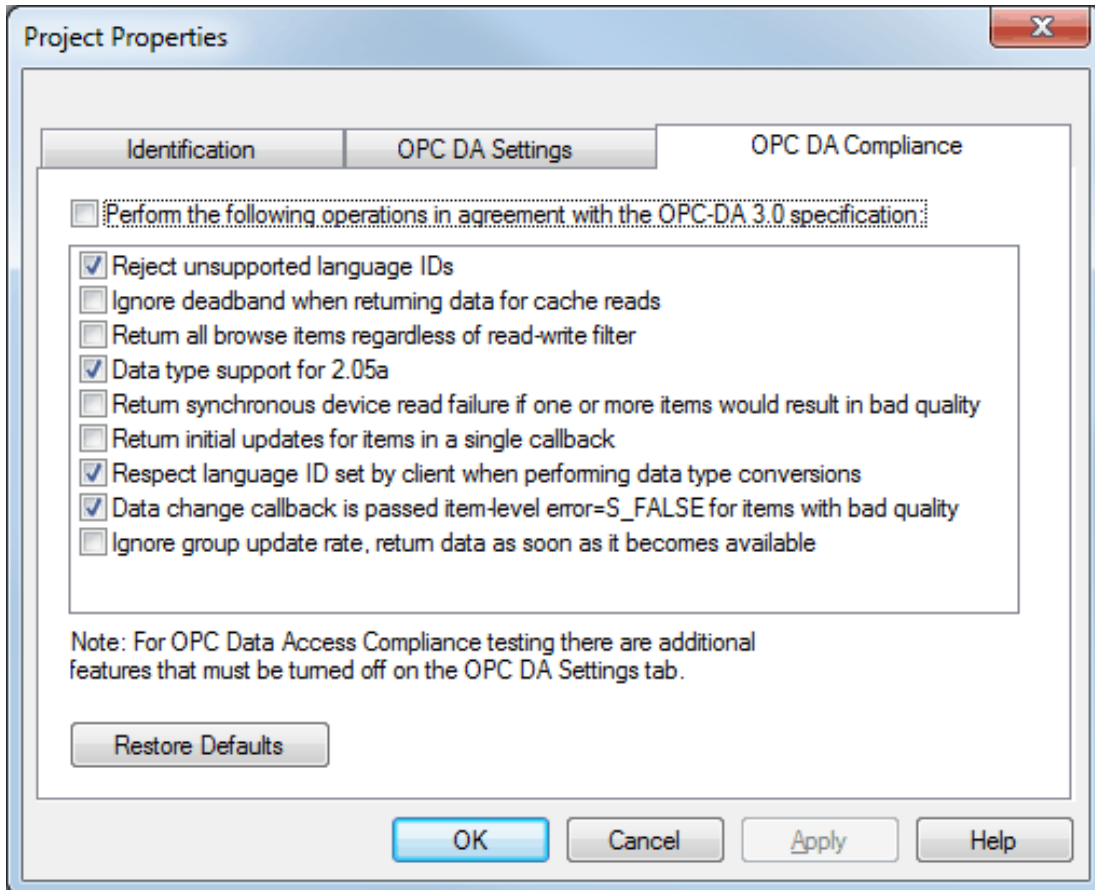 Project Properties
Identification
OPC DA Settings
OPC DA Compliance
Perform the following operations in agreement with the OPC-DA 3.0 specification:
Reject unsupported language IDs
Ignore deadband when returning data for cache reads
Return all browse items regardless of read-write filter
Data type support for 2.05a
Return synchronous device read failure if one or more items would result in bad quality
Return initial updates for items in a single callback
Respect language ID set by client when performing data type conversions
Data change callback is passed item-level error=S_FALSE for items with bad quality
Ignore group update rate, return data as soon as it becomes available
Note: For OPC Data Access Compliance testing there are additional
features that must be turned off on the OPC DA Settings tab.
Restore Defaults
OK
Cancel
Apply
Help